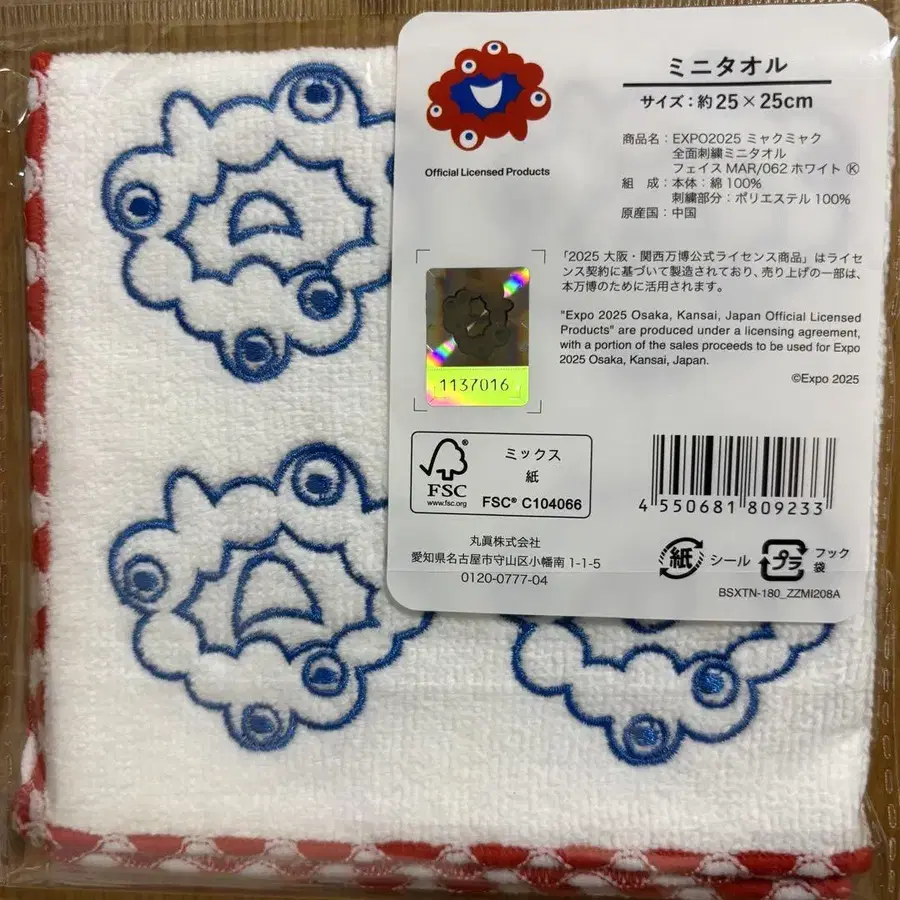 ミニタオル
サイズ：約25×25cm
Official Licensed Products
商品名：EXPO2025 ミャクミャク
全面刺繍ミニタオル
フェイス MAR/062 ホワイト Ⓚ
組　成：本体：綿100%
刺繍部分：ポリエステル 100%
原産国：中国
「2025 大阪・関西万博公式ライセンス商品」はライセ
ンス契約に基づいて製造されており、売り上げの一部は、
本万博のために活用されます。
"Expo 2025 Osaka, Kansai, Japan Official Licensed
Products" are produced under a licensing agreement,
with a portion of the sales proceeds to be used for Expo
2025 Osaka, Kansai, Japan.
©Expo 2025
1137016
FSC
www.fsc.org
ミックス
紙
FSC® C104066
4 550681 809233
丸眞株式会社
愛知県名古屋市守山区小幡南 1-1-5
0120-0777-04
紙 シール
プラ フック
袋
BSXTN-180_ZZMI208A